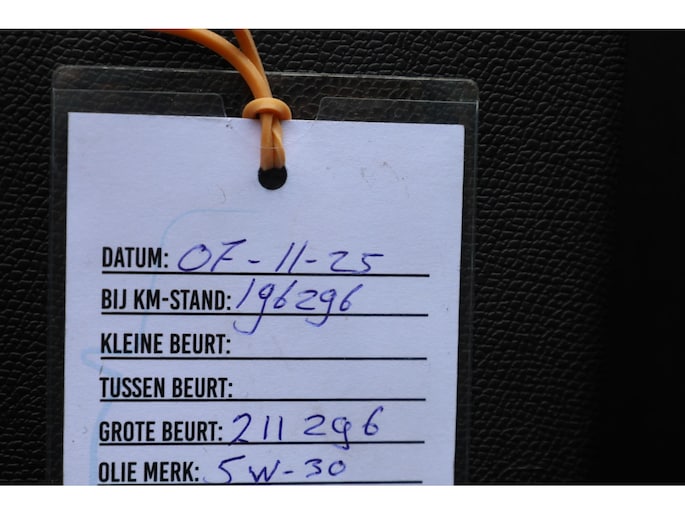 DATUM: 07-11-25
BIJ KM-STAND: 196296
KLEINE BEURT:
TUSSEN BEURT:
GROTE BEURT: 211296
OLIE MERK: 5W-30